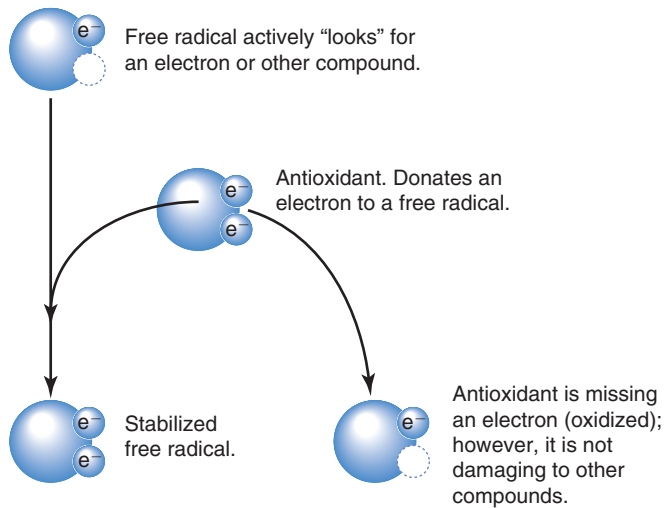 e⁻
Free radical actively “looks” for
an electron or other compound.
e⁻
e⁻
Antioxidant. Donates an
electron to a free radical.
e⁻
e⁻
Stabilized
free radical.
e⁻
Antioxidant is missing
an electron (oxidized);
however, it is not
damaging to other
compounds.